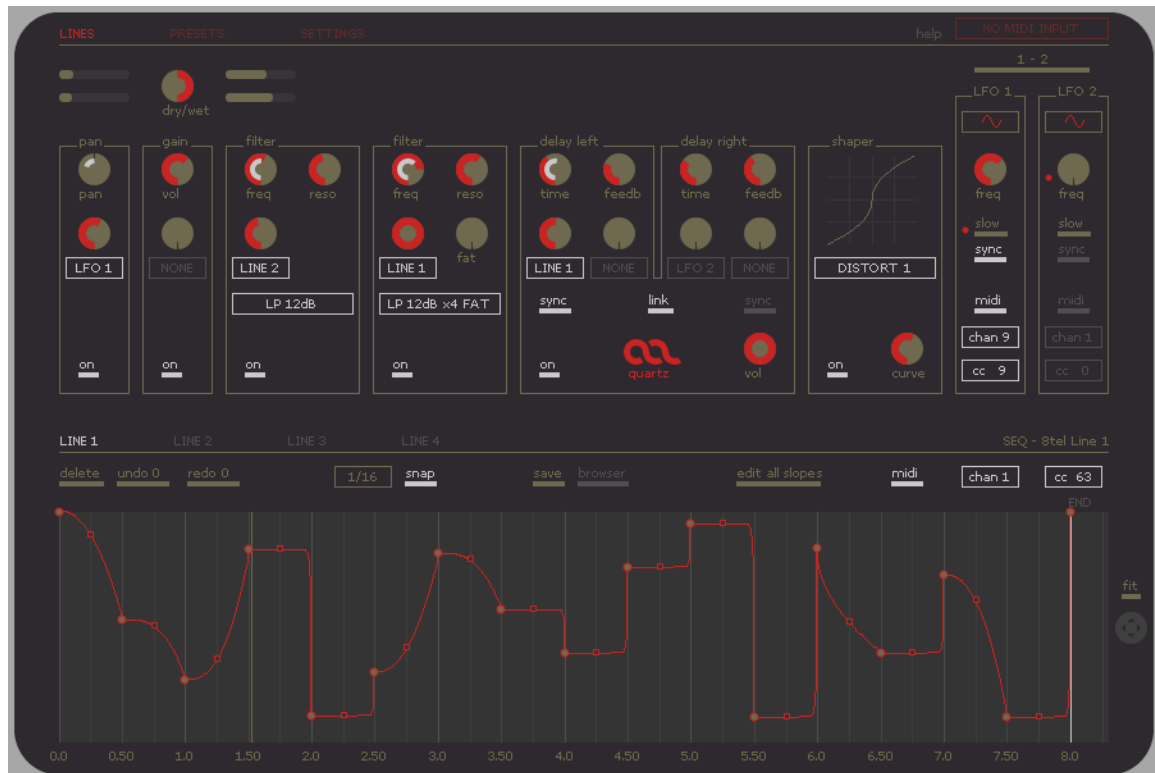 LINES PRESETS SETTINGS help NO MIDI INPUT
1 - 2
dry/wet
LFO 1 LFO 2
pan gain filter filter delay left delay right shaper
pan vol freq reso freq reso time feedb time feedb freq freq
slow slow
sync sync
fat
LFO 1 NONE LINE 2 LINE 1 LINE 1 NONE LFO 2 NONE DISTORT 1
LP 12dB LP 12dB x4 FAT sync link sync midi midi
chan 9 chan 1
on on on on on quartz vol on curve cc 9 cc 0
LINE 1 LINE 2 LINE 3 LINE 4 SEQ - 8tel Line 1
delete undo 0 redo 0 1/16 snap save browser edit all slopes midi chan 1 cc 63
END
fit
0.0 0.50 1.0 1.50 2.0 2.50 3.0 3.50 4.0 4.50 5.0 5.50 6.0 6.50 7.0 7.50 8.0